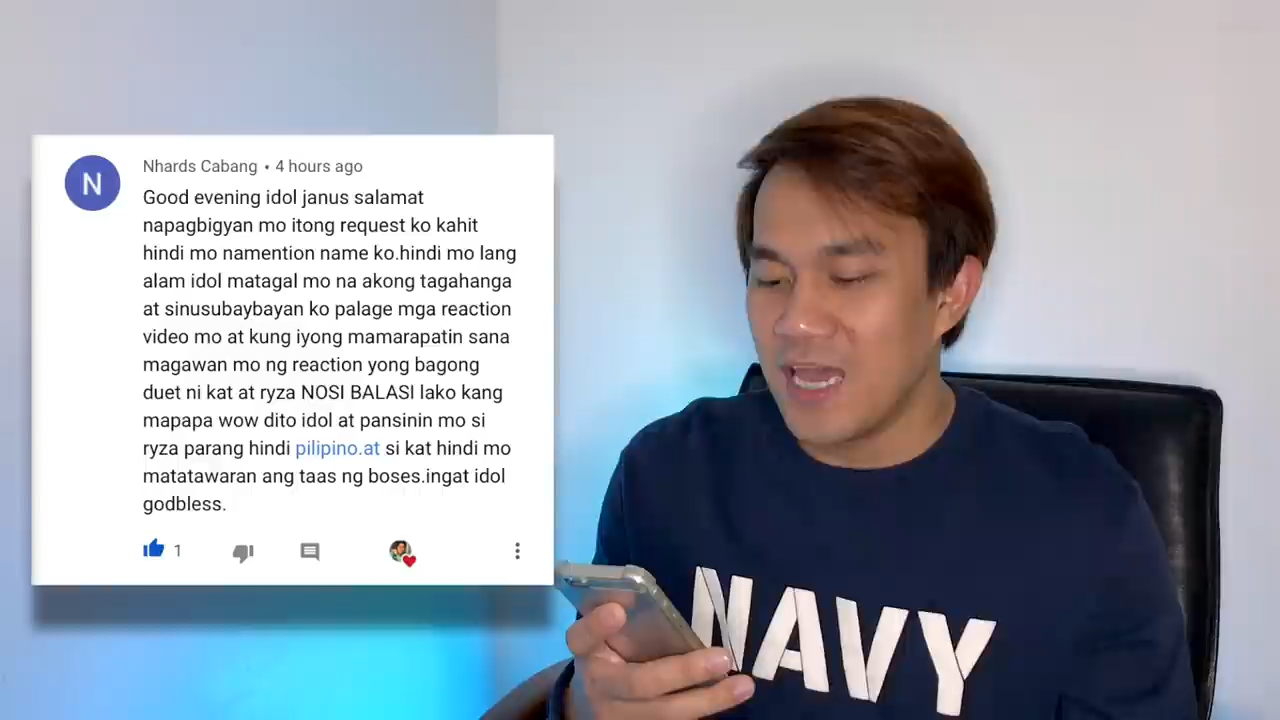 Nhards Cabang • 4 hours ago
N
Good evening idol janus salamat
napagbigyan mo itong request ko kahit
hindi mo namention name ko.hindi mo lang
alam idol matagal mo na akong tagahanga
at sinusubaybayan ko palage mga reaction
video mo at kung iyong mamarapatin sana
magawan mo ng reaction yong bagong
duet ni kat at ryza NOSI BALASI lako kang
mapapa wow dito idol at pansinin mo si
ryza parang hindi pilipino.at si kat hindi mo
matatawaran ang taas ng boses.ingat idol
godbless.
1
NAVY